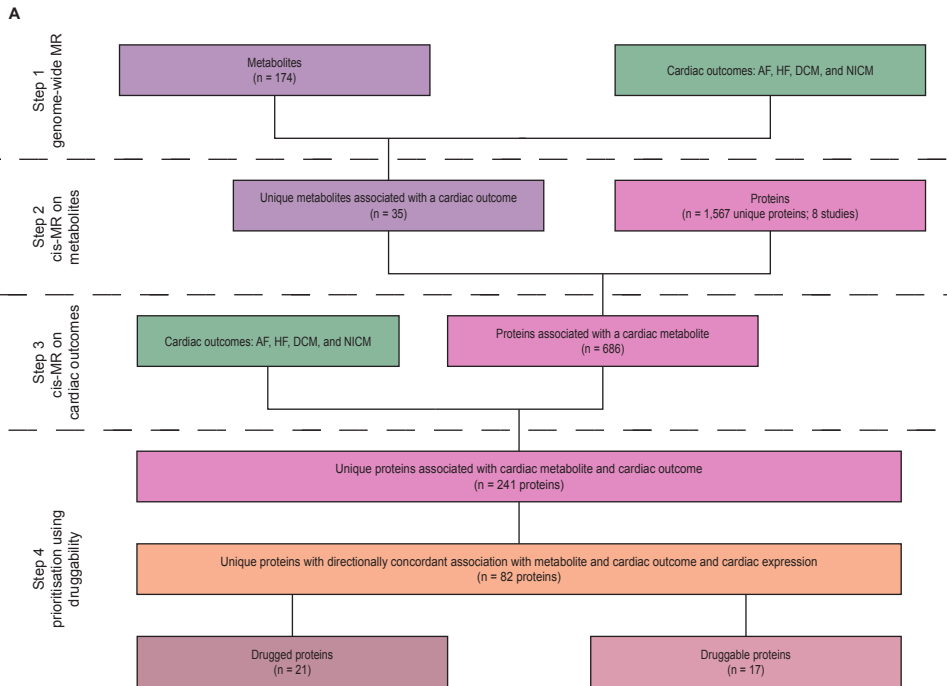 A
Step 1
genome-wide MR
Metabolites
(n = 174)
Cardiac outcomes: AF, HF, DCM, and NICM
Step 2
cis-MR on
metabolites
Unique metabolites associated with a cardiac outcome
(n = 35)
Proteins
(n = 1,567 unique proteins; 8 studies)
Step 3
cis-MR on
cardiac outcomes
Cardiac outcomes: AF, HF, DCM, and NICM
Proteins associated with a cardiac metabolite
(n = 686)
Step 4
prioritisation using
druggability
Unique proteins associated with cardiac metabolite and cardiac outcome
(n = 241 proteins)
Unique proteins with directionally concordant association with metabolite and cardiac outcome and cardiac expression
(n = 82 proteins)
Drugged proteins
(n = 21)
Druggable proteins
(n = 17)